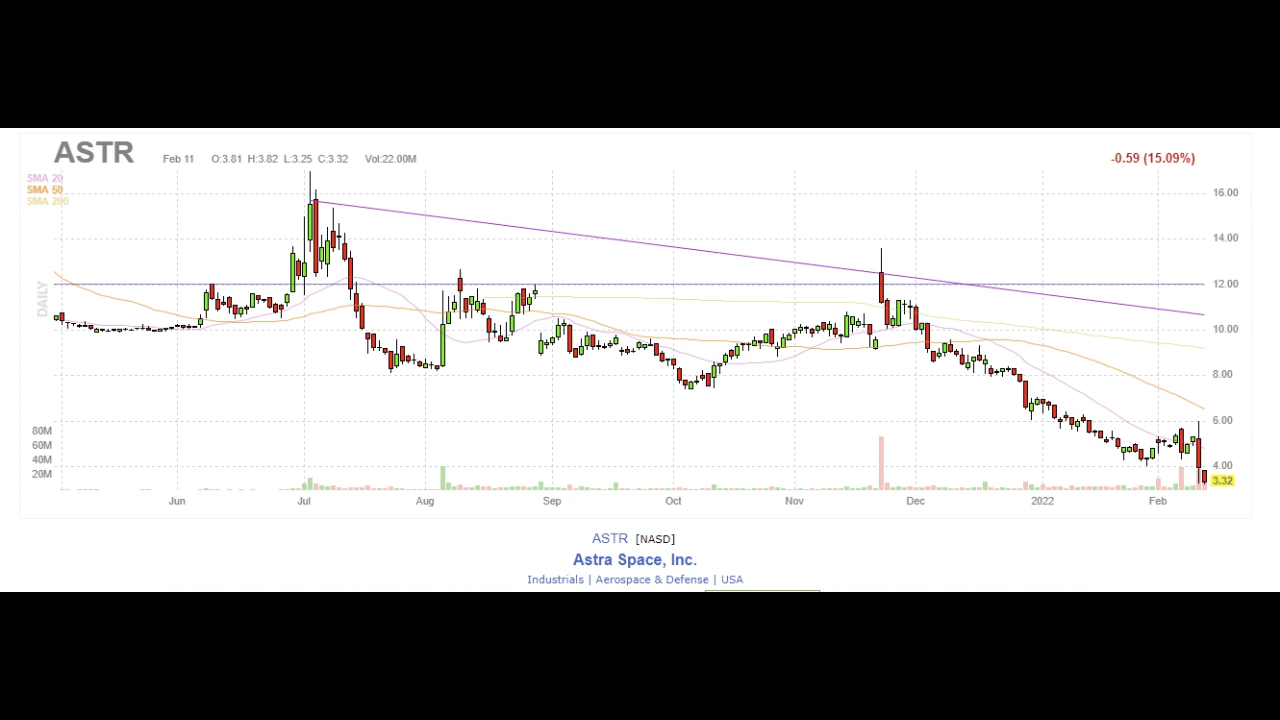 ASTR Feb 11 O:3.81 H:3.82 L:3.25 C:3.32 Vol:22.00M -0.59 (15.09%)
SMA 20
SMA 50
SMA 200
DAILY
16.00
14.00
12.00
10.00
8.00
6.00
4.00
3.32
80M
60M
40M
20M
Jun Jul Aug Sep Oct Nov Dec 2022 Feb
ASTR [NASD]
Astra Space, Inc.
Industrials | Aerospace & Defense | USA